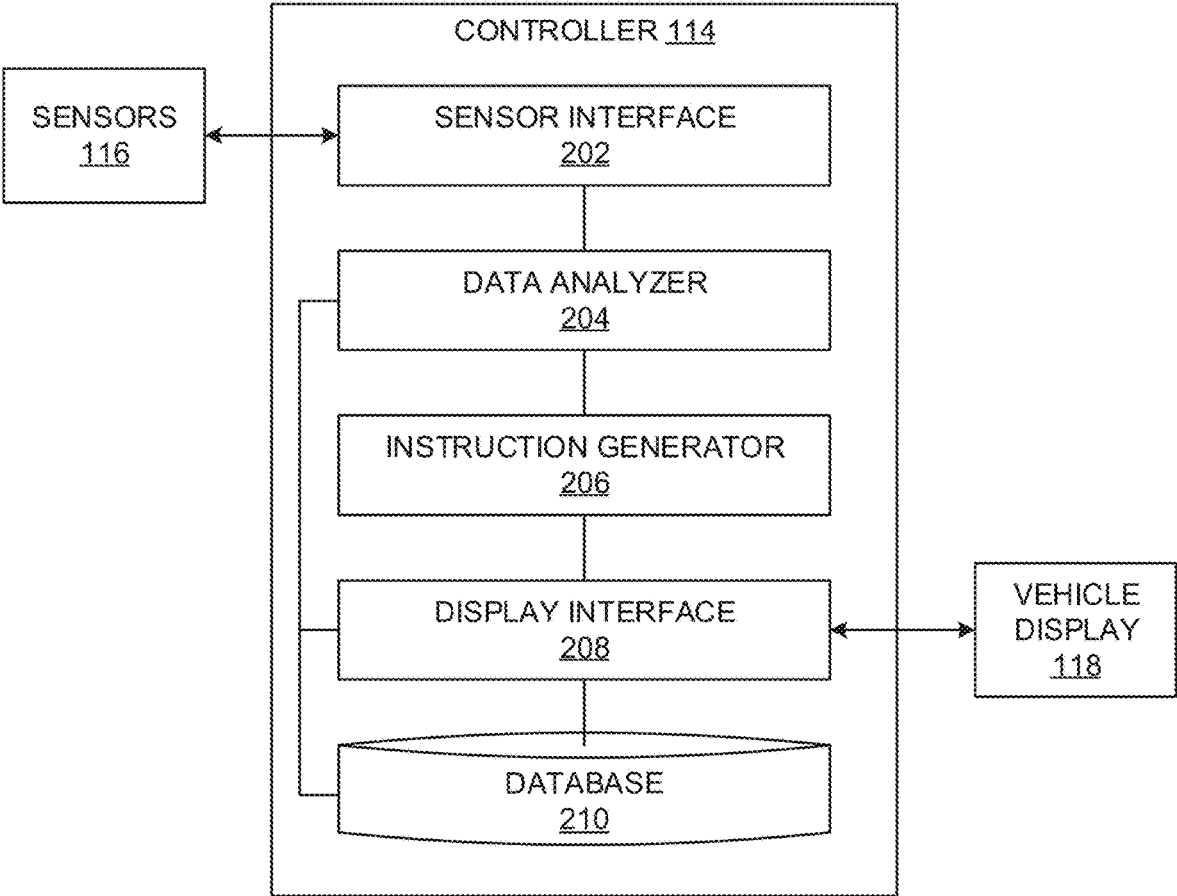 CONTROLLER 114
SENSORS
116
SENSOR INTERFACE
202
DATA ANALYZER
204
INSTRUCTION GENERATOR
206
DISPLAY INTERFACE
208
VEHICLE
DISPLAY
118
DATABASE
210